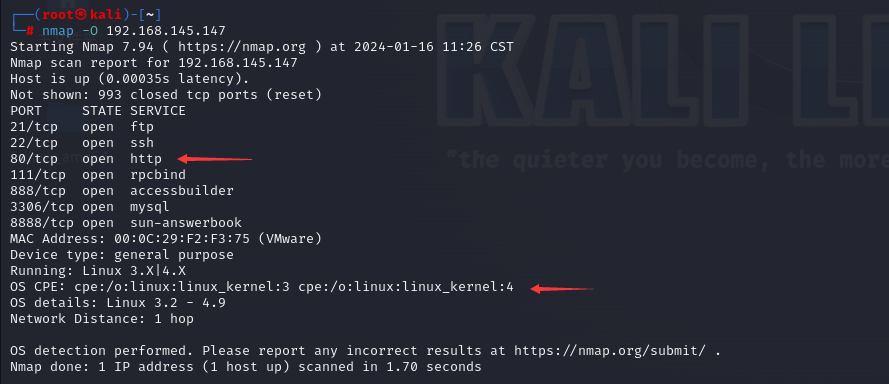 ┌──(root㉿kali)-[~]
└─# nmap -O 192.168.145.147
Starting Nmap 7.94 ( https://nmap.org ) at 2024-01-16 11:26 CST
Nmap scan report for 192.168.145.147
Host is up (0.00035s latency).
Not shown: 993 closed tcp ports (reset)
PORT     STATE SERVICE
21/tcp   open  ftp
22/tcp   open  ssh
80/tcp   open  http
111/tcp  open  rpcbind
888/tcp  open  accessbuilder
3306/tcp open  mysql
8888/tcp open  sun-answerbook
MAC Address: 00:0C:29:F2:F3:75 (VMware)
Device type: general purpose
Running: Linux 3.X|4.X
OS CPE: cpe:/o:linux:linux_kernel:3 cpe:/o:linux:linux_kernel:4
OS details: Linux 3.2 - 4.9
Network Distance: 1 hop
OS detection performed. Please report any incorrect results at https://nmap.org/submit/ .
Nmap done: 1 IP address (1 host up) scanned in 1.70 seconds
KALI LI
"the quieter you become, the more